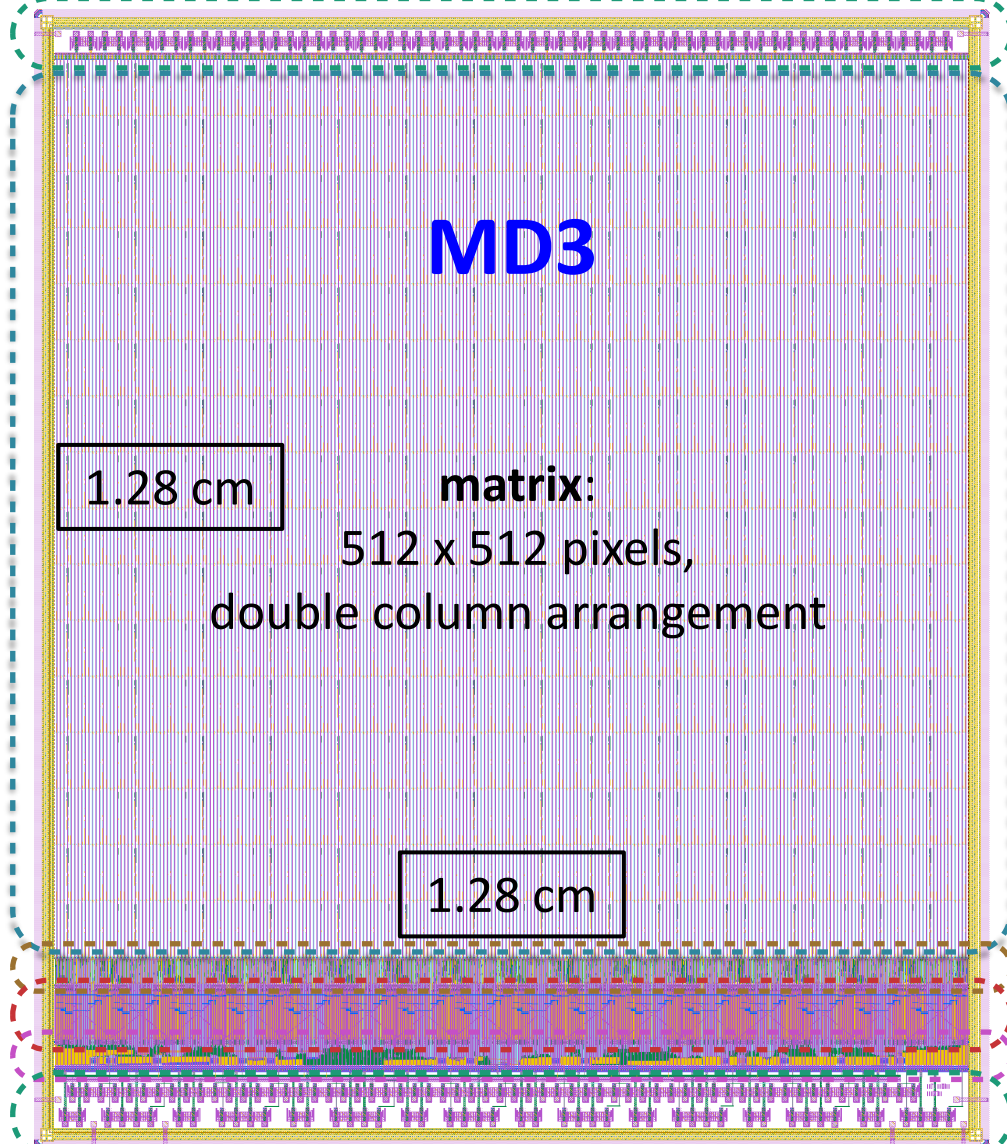 MD3
1.28 cm
matrix:
512 x 512 pixels,
double column arrangement
1.28 cm